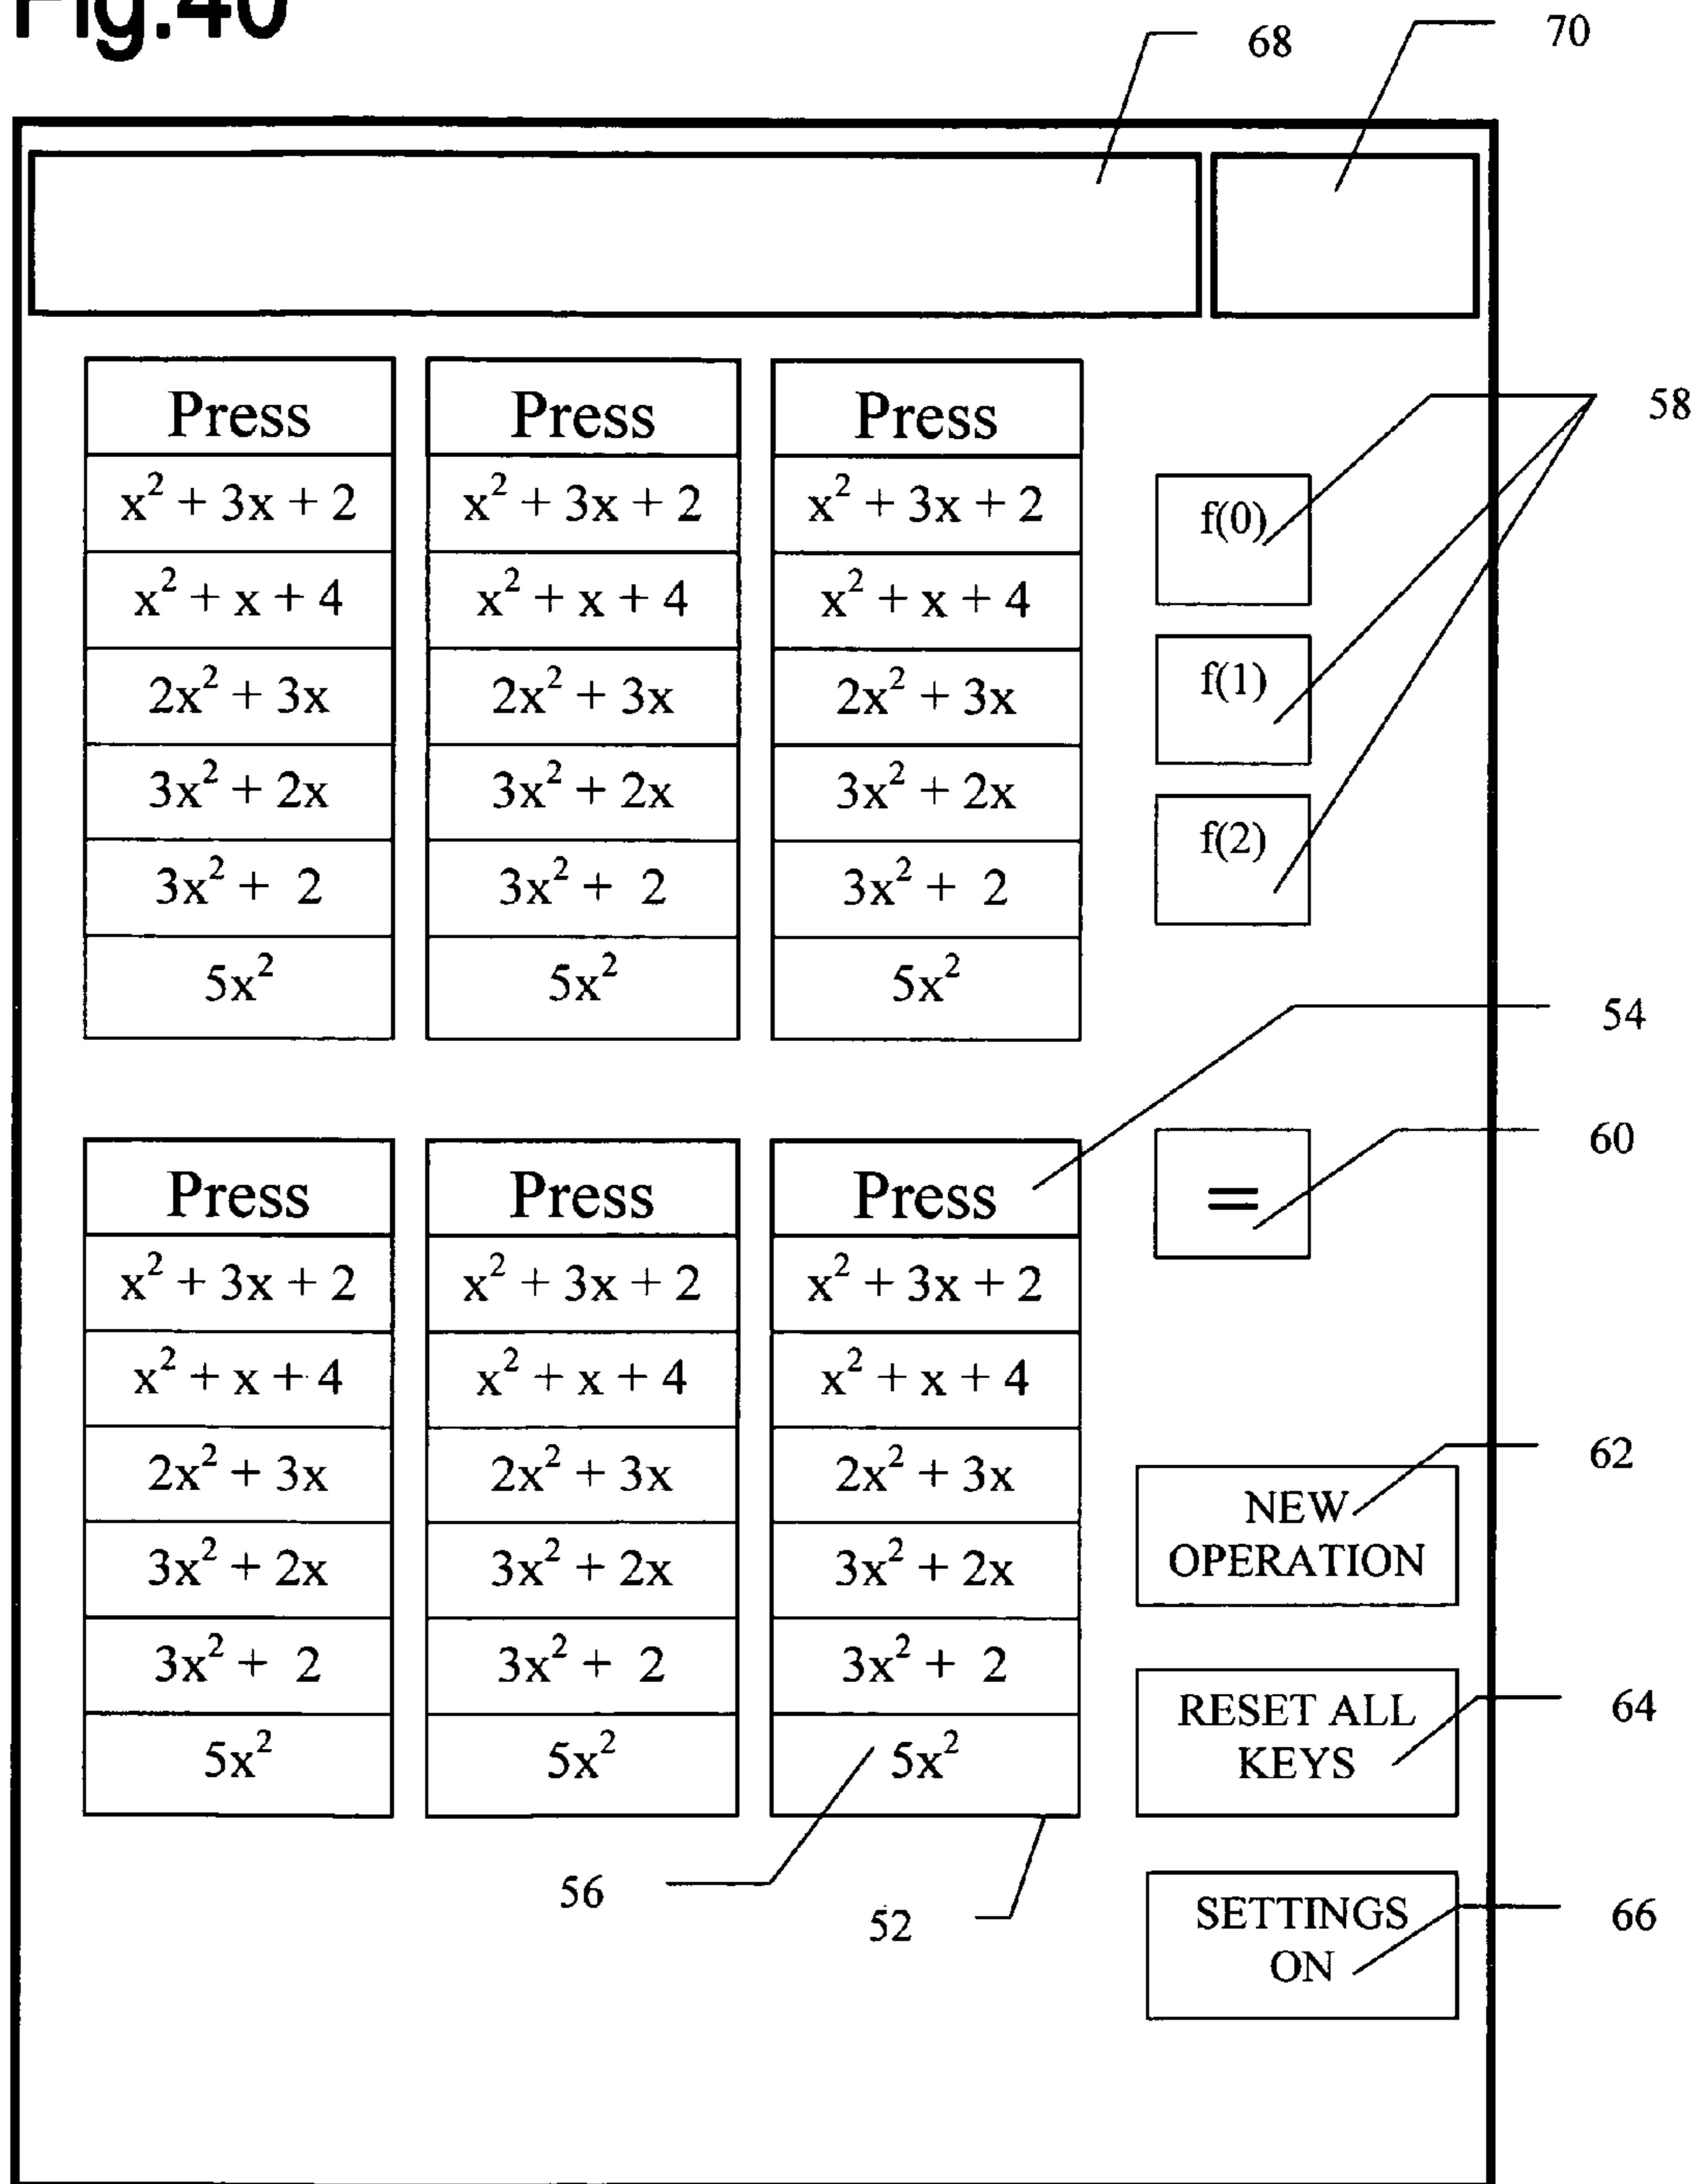 Fig.40
68 70
Press Press Press
58
x² + 3x + 2 x² + 3x + 2 x² + 3x + 2 f(0)
x² + x + 4 x² + x + 4 x² + x + 4
2x² + 3x 2x² + 3x 2x² + 3x f(1)
3x² + 2x 3x² + 2x 3x² + 2x
f(2)
3x² + 2 3x² + 2 3x² + 2
5x² 5x² 5x²
54
60
Press Press Press =
x² + 3x + 2 x² + 3x + 2 x² + 3x + 2
x² + x + 4 x² + x + 4 x² + x + 4
62
2x² + 3x 2x² + 3x 2x² + 3x
NEW
OPERATION
3x² + 2x 3x² + 2x 3x² + 2x
3x² + 2 3x² + 2 3x² + 2
64
RESET ALL
KEYS
5x² 5x² 5x²
56
52
66
SETTINGS
ON